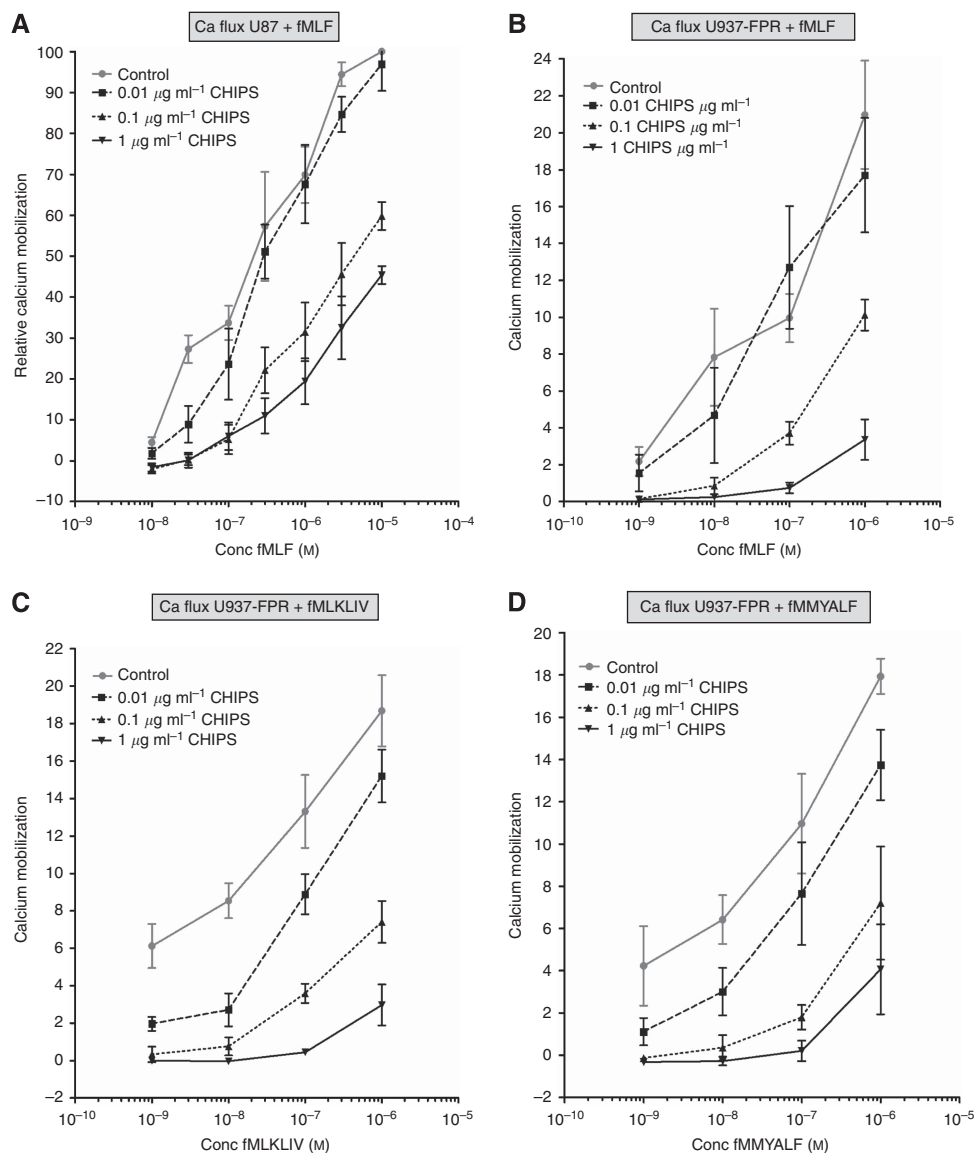 A
Ca flux U87 + fMLF
Control
0.01 μg ml⁻¹ CHIPS
0.1 μg ml⁻¹ CHIPS
1 μg ml⁻¹ CHIPS
Relative calcium mobilization
100
90
80
70
60
50
40
30
20
10
0
–10
10⁻⁹
10⁻⁸
10⁻⁷
10⁻⁶
10⁻⁵
10⁻⁴
Conc fMLF (M)
B
Ca flux U937-FPR + fMLF
Control
0.01 CHIPS μg ml⁻¹
0.1 CHIPS μg ml⁻¹
1 CHIPS μg ml⁻¹
Calcium mobilization
24
22
20
18
16
14
12
10
8
6
4
2
0
10⁻¹⁰
10⁻⁹
10⁻⁸
10⁻⁷
10⁻⁶
10⁻⁵
Conc fMLF (M)
C
Ca flux U937-FPR + fMLKLIV
Control
0.01 μg ml⁻¹ CHIPS
0.1 μg ml⁻¹ CHIPS
1 μg ml⁻¹ CHIPS
Calcium mobilization
22
20
18
16
14
12
10
8
6
4
2
0
–2
10⁻¹⁰
10⁻⁹
10⁻⁸
10⁻⁷
10⁻⁶
10⁻⁵
Conc fMLKLIV (M)
D
Ca flux U937-FPR + fMMYALF
Control
0.01 μg ml⁻¹ CHIPS
0.1 μg ml⁻¹ CHIPS
1 μg ml⁻¹ CHIPS
Calcium mobilization
20
18
16
14
12
10
8
6
4
2
0
–2
10⁻¹⁰
10⁻⁹
10⁻⁸
10⁻⁷
10⁻⁶
10⁻⁵
Conc fMMYALF (M)